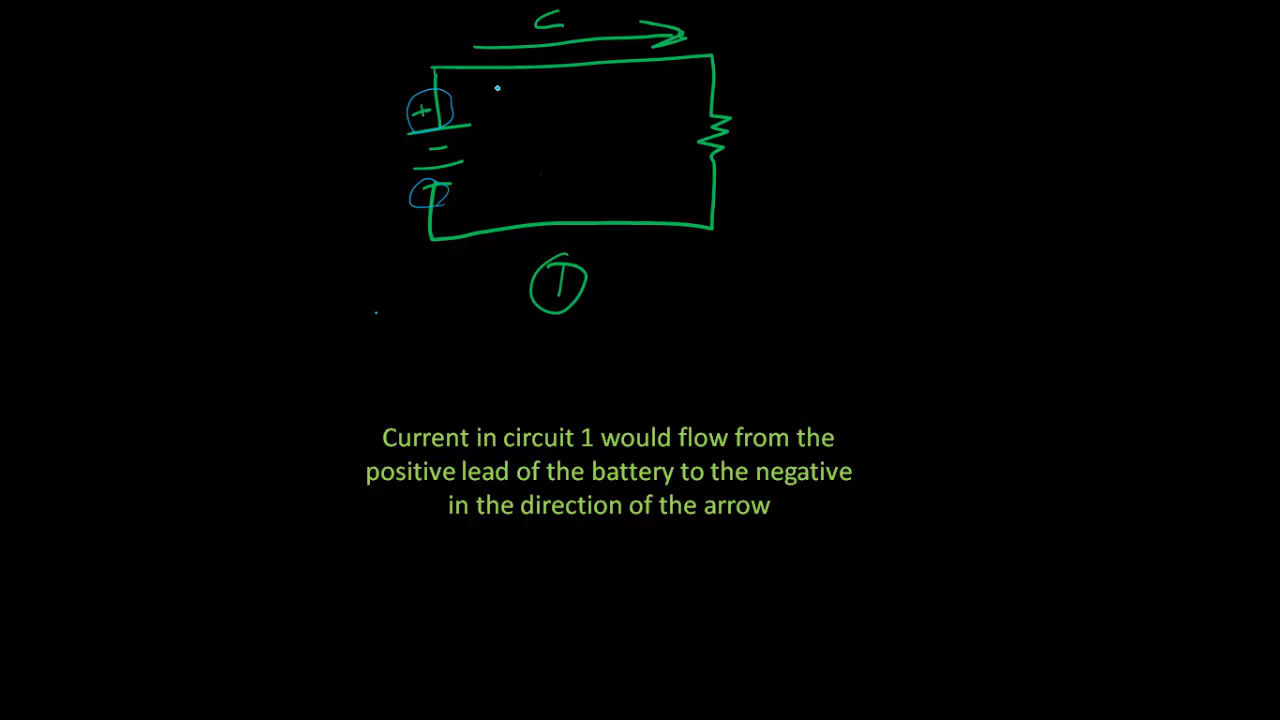 C
+
1
Current in circuit 1 would flow from the
positive lead of the battery to the negative
in the direction of the arrow